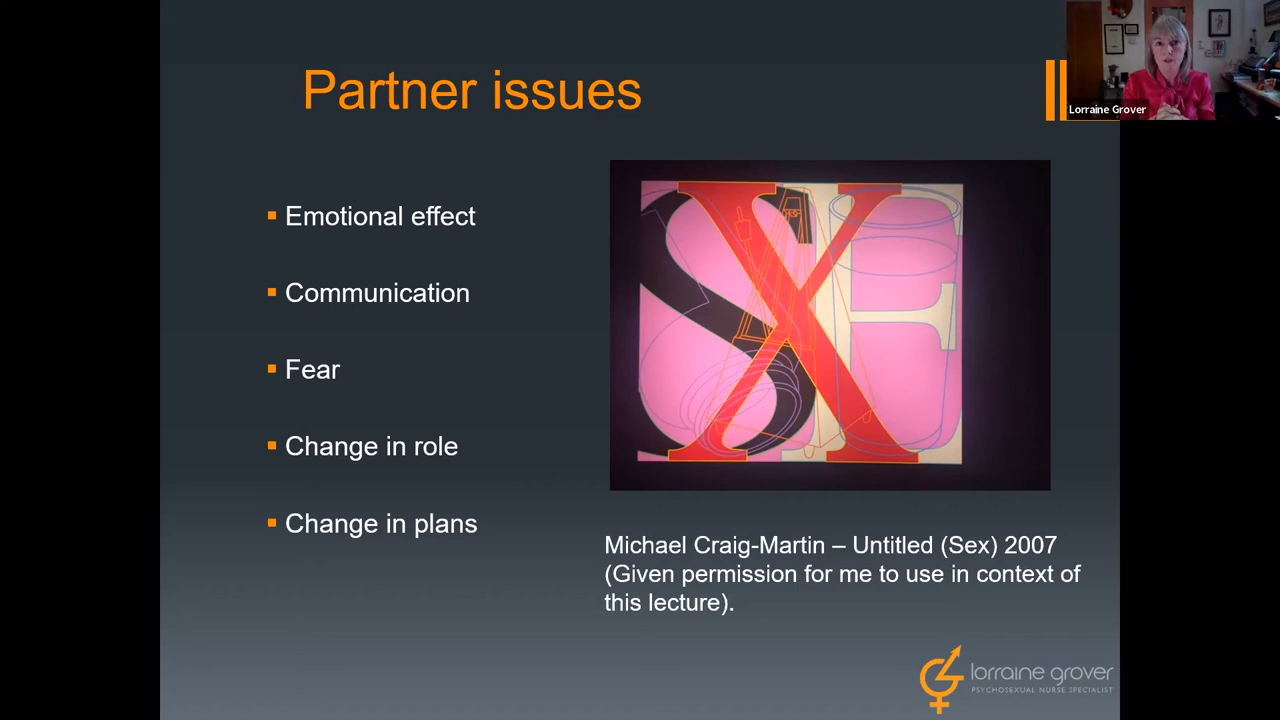 Partner issues
Lorraine Grover
Emotional effect
Communication
Fear
Change in role
Change in plans
SEX
Michael Craig-Martin – Untitled (Sex) 2007
(Given permission for me to use in context of
this lecture).
lorraine grover
PSYCHOSEXUAL NURSE SPECIALIST